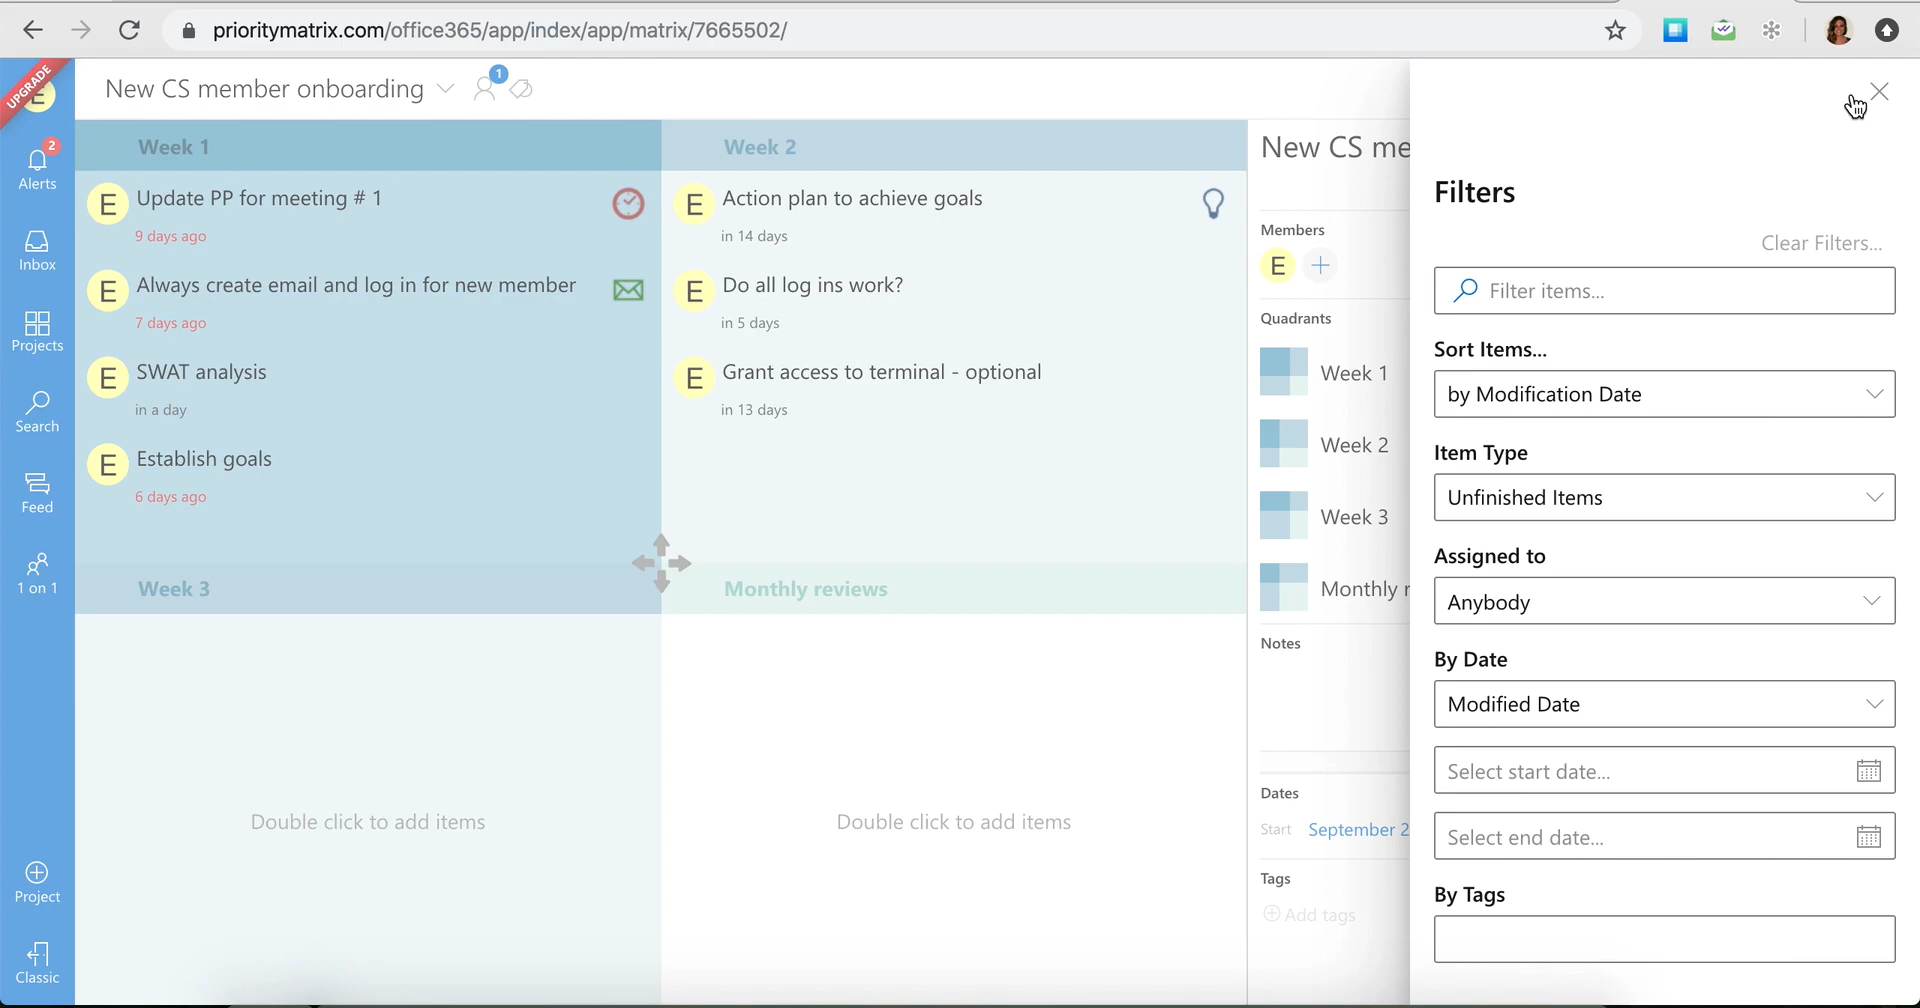 prioritymatrix.com/office365/app/index/app/matrix/7665502/
UPGRADE
E
New CS member onboarding
1
2
Alerts
Inbox
Projects
Search
Feed
1 on 1
Project
Classic
Week 1
E
Update PP for meeting # 1
9 days ago
E
Always create email and log in for new member
7 days ago
E
SWAT analysis
in a day
E
Establish goals
6 days ago
Week 2
E
Action plan to achieve goals
in 14 days
E
Do all log ins work?
in 5 days
E
Grant access to terminal - optional
in 13 days
Week 3
Double click to add items
Monthly reviews
Double click to add items
New CS me
Members
E
Quadrants
Week 1
Week 2
Week 3
Monthly r
Notes
Dates
Start September 2
Tags
Add tags
Filters
Clear Filters...
Filter items...
Sort Items...
by Modification Date
Item Type
Unfinished Items
Assigned to
Anybody
By Date
Modified Date
Select start date...
Select end date...
By Tags